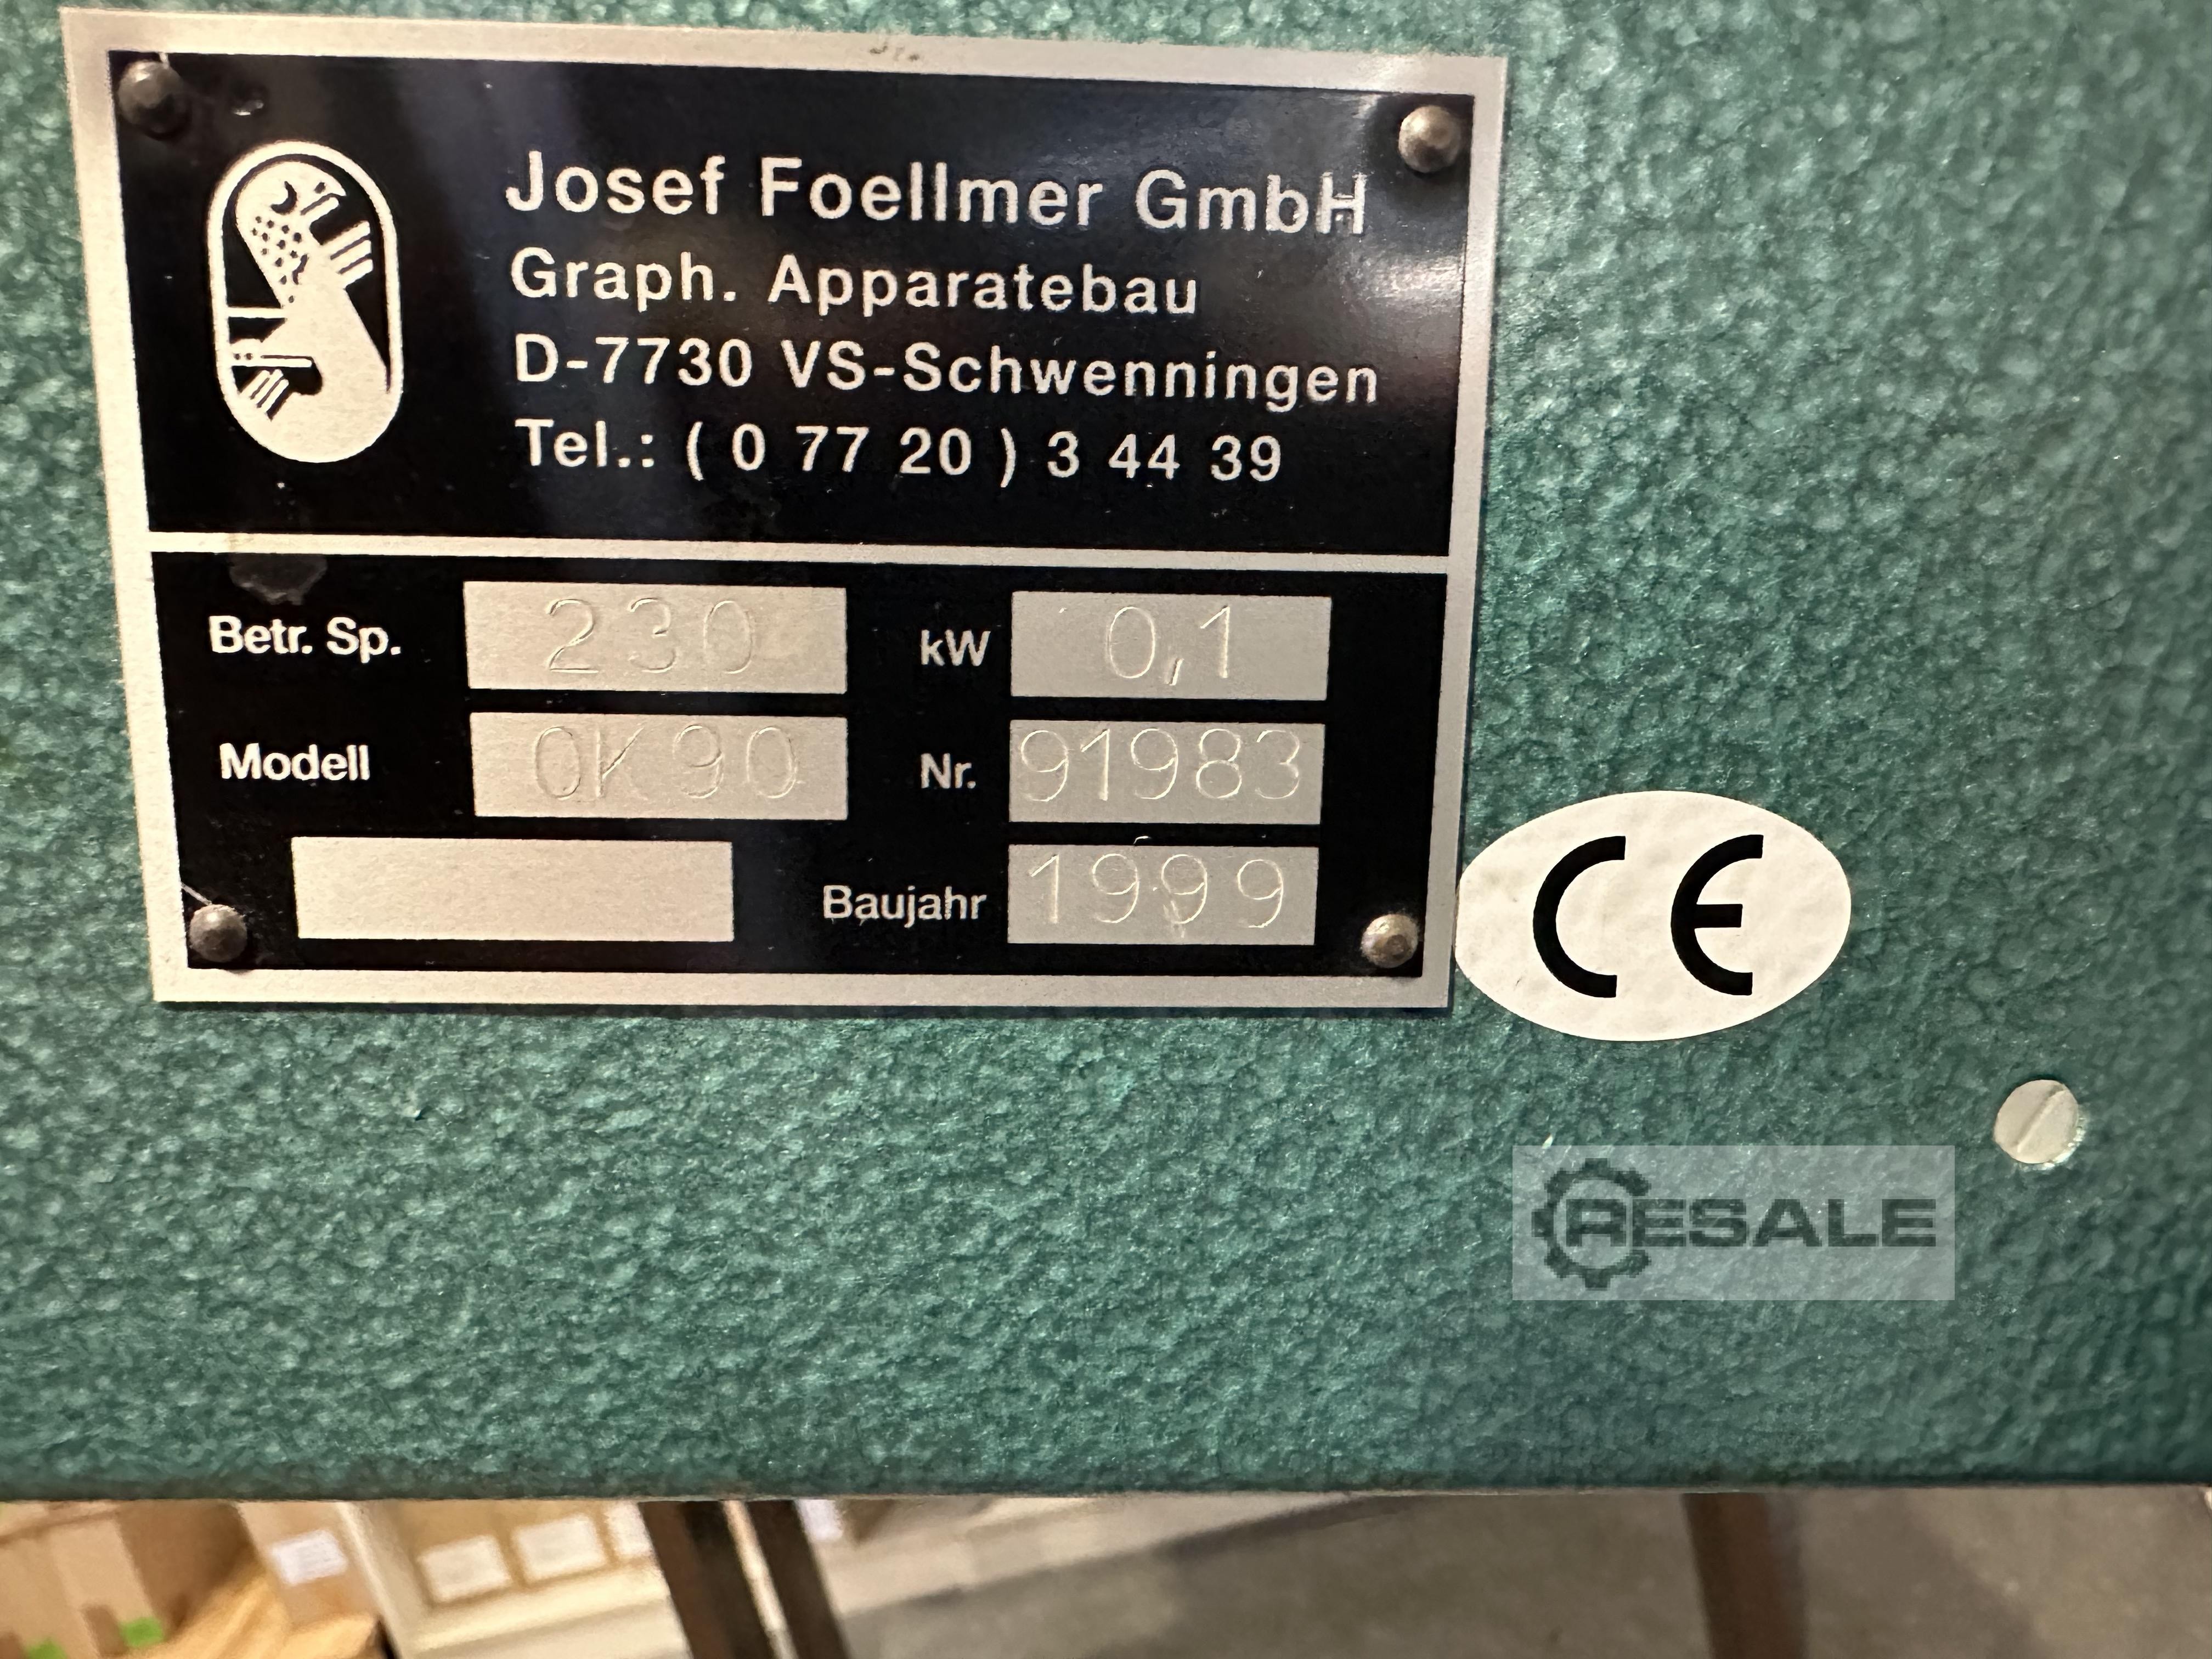 Josef Foellmer GmbH
Graph. Apparatebau
D-7730 VS-Schwenningen
Tel.: ( 0 77 20 ) 3 44 39
Betr. Sp. 230 kW 0,1
Modell OK90 Nr. 91983
Baujahr 1999
CE
RESALE